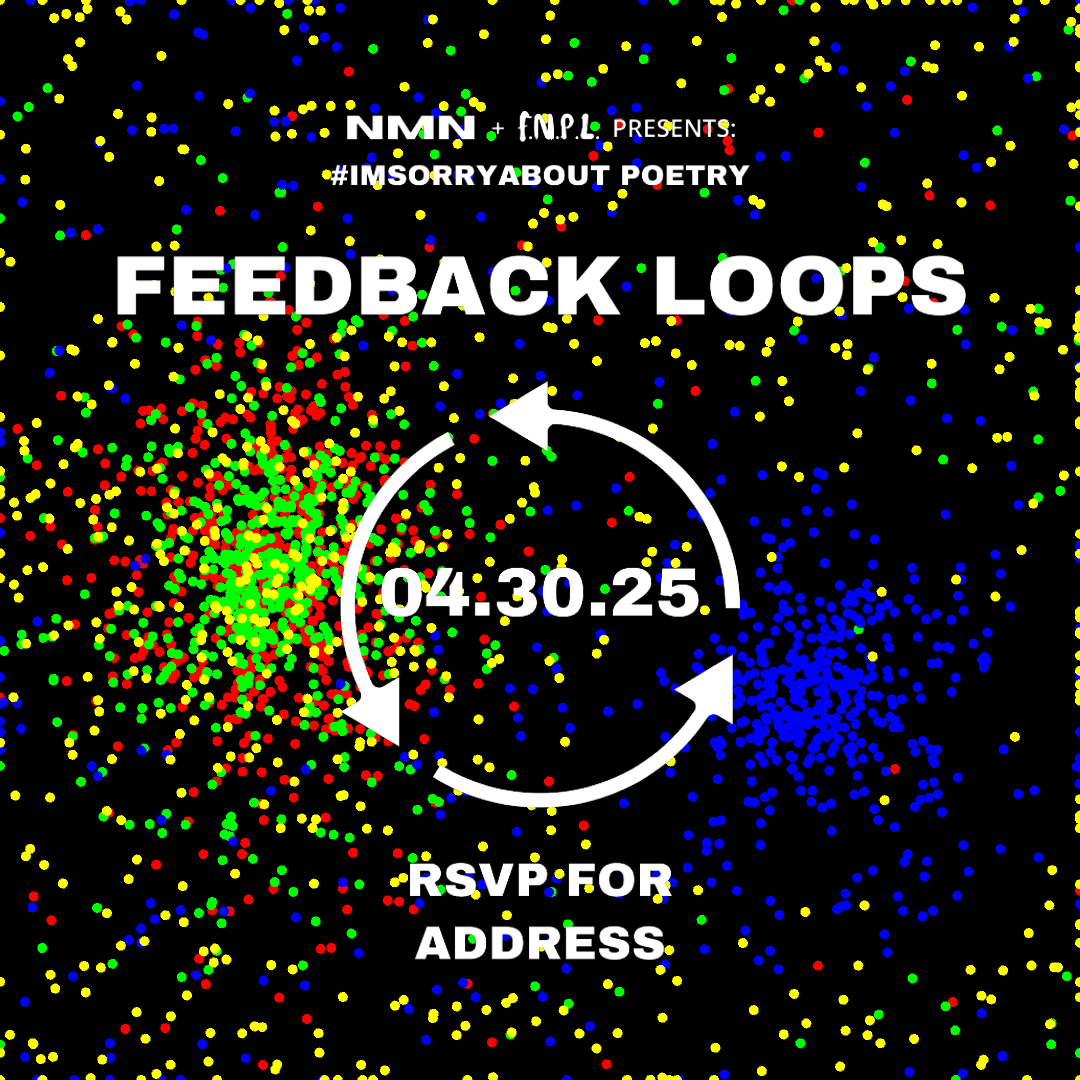 NMN + F.N.P.L. PRESENTS:
#IMSORRYABOUT POETRY
FEEDBACK LOOPS
04.30.25
RSVP FOR
ADDRESS